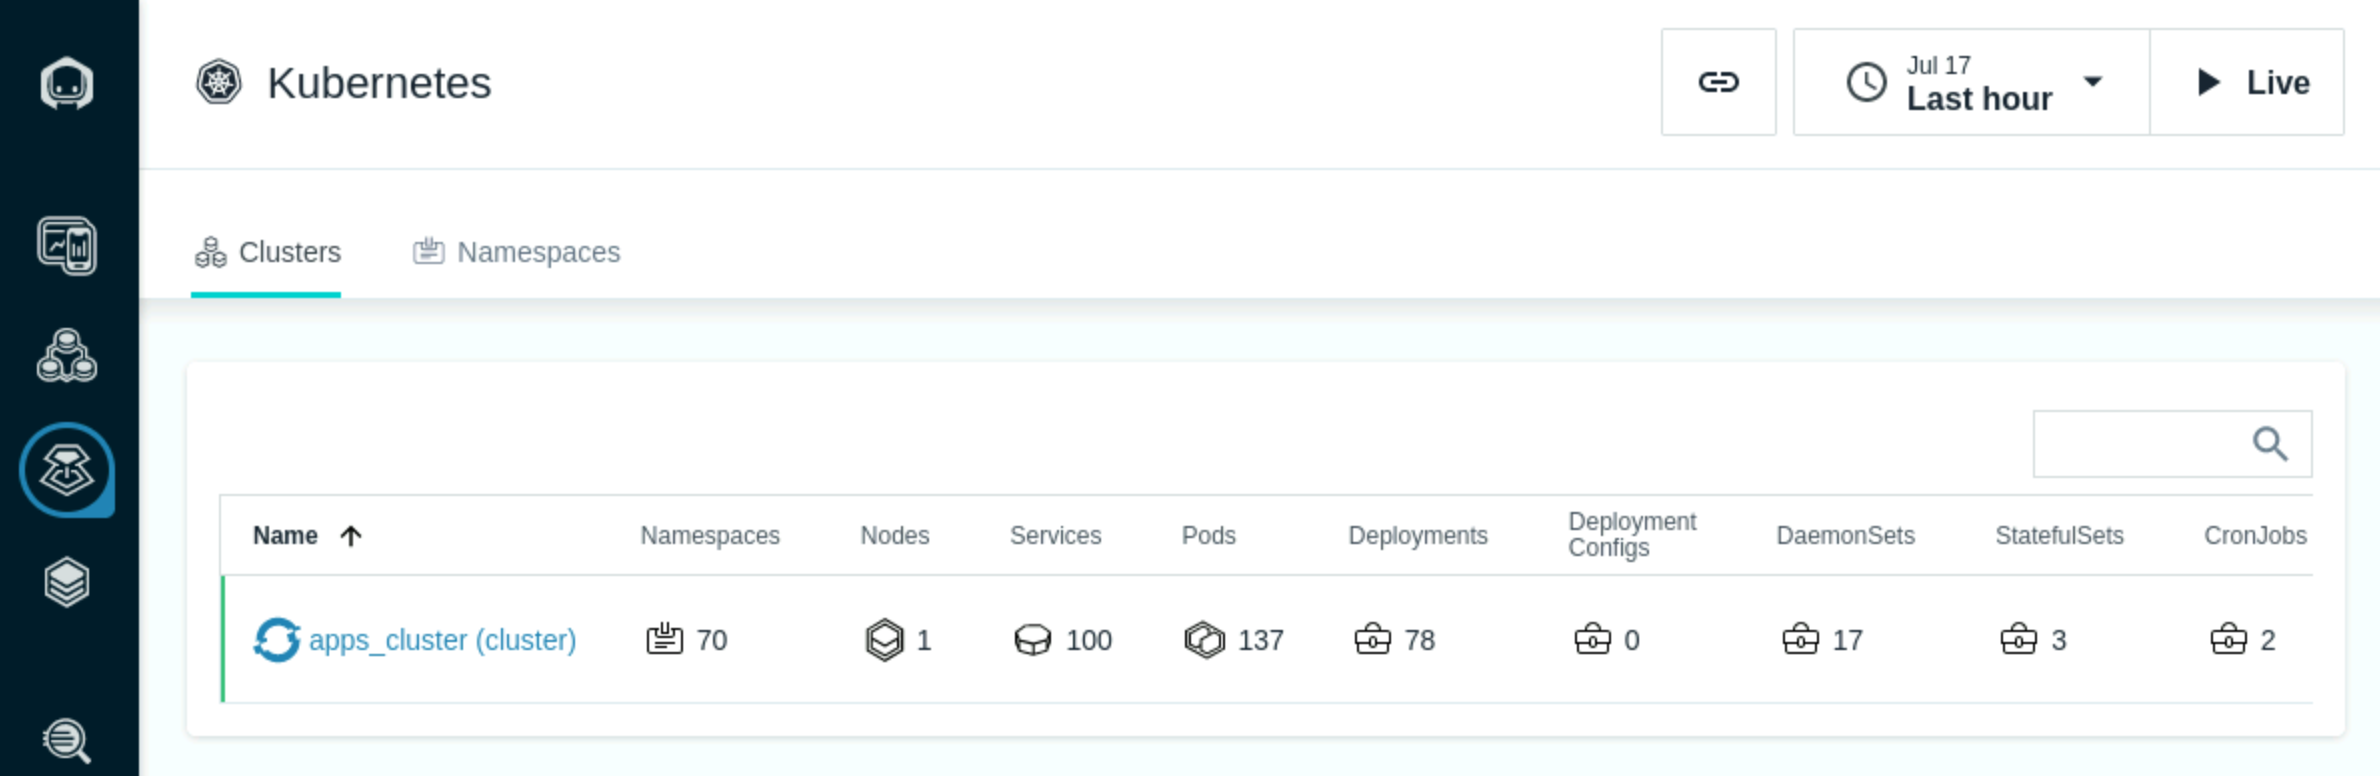 Kubernetes
Jul 17
Last hour
Live
Clusters
Namespaces
Name Namespaces Nodes Services Pods Deployments Deployment Configs DaemonSets StatefulSets CronJobs
apps_cluster (cluster) 70 1 100 137 78 0 17 3 2